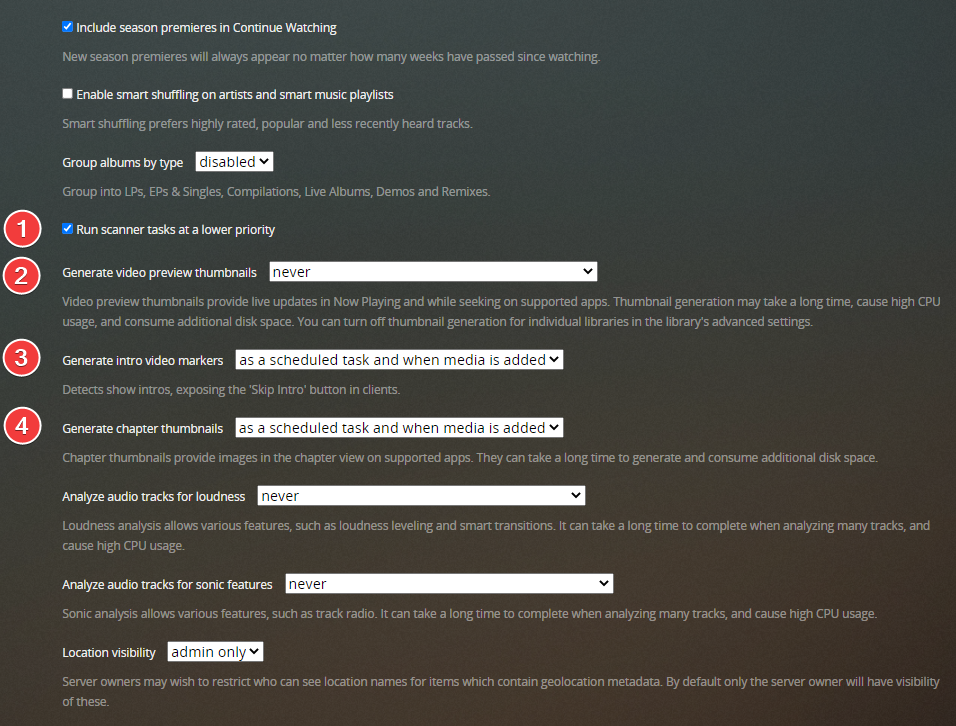 Include season premieres in Continue Watching
New season premieres will always appear no matter how many weeks have passed since watching.
Enable smart shuffling on artists and smart music playlists
Smart shuffling prefers highly rated, popular and less recently heard tracks.
Group albums by type disabled
Group into LPs, EPs & Singles, Compilations, Live Albums, Demos and Remixes.
1 Run scanner tasks at a lower priority
2 Generate video preview thumbnails never
Video preview thumbnails provide live updates in Now Playing and while seeking on supported apps. Thumbnail generation may take a long time, cause high CPU
usage, and consume additional disk space. You can turn off thumbnail generation for individual libraries in the library's advanced settings.
3 Generate intro video markers as a scheduled task and when media is added
Detects show intros, exposing the 'Skip Intro' button in clients.
4 Generate chapter thumbnails as a scheduled task and when media is added
Chapter thumbnails provide images in the chapter view on supported apps. They can take a long time to generate and consume additional disk space.
Analyze audio tracks for loudness never
Loudness analysis allows various features, such as loudness leveling and smart transitions. It can take a long time to complete when analyzing many tracks, and
cause high CPU usage.
Analyze audio tracks for sonic features never
Sonic analysis allows various features, such as track radio. It can take a long time to complete when analyzing many tracks, and cause high CPU usage.
Location visibility admin only
Server owners may wish to restrict who can see location names for items which contain geolocation metadata. By default only the server owner will have visibility
of these.